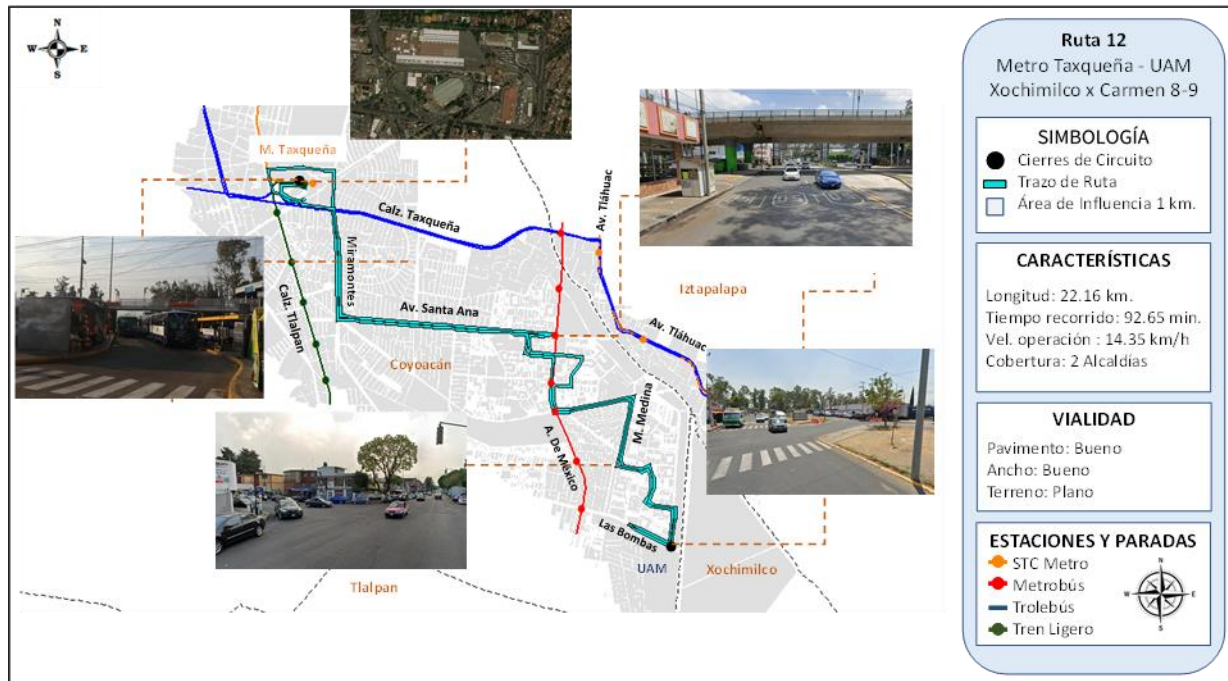 N
W E
S
M. Taxqueña
Calz. Taxqueña
Av. Tláhuac
Miramontes
Iztapalapa
Calz. Tlalpan
Av. Santa Ana
Av. Tláhuac
Coyoacán
M. Medina
A. De México
Las Bombas
UAM
Xochimilco
Tlalpan
Ruta 12
Metro Taxqueña - UAM
Xochimilco x Carmen 8-9
SIMBOLOGÍA
Cierres de Circuito
Trazo de Ruta
Área de Influencia 1 km.
CARACTERÍSTICAS
Longitud: 22.16 km.
Tiempo recorrido: 92.65 min.
Vel. operación : 14.35 km/h
Cobertura: 2 Alcaldías
VIALIDAD
Pavimento: Bueno
Ancho: Bueno
Terreno: Plano
ESTACIONES Y PARADAS
STC Metro
Metrobús
Trolebús
Tren Ligero
N
W E
S